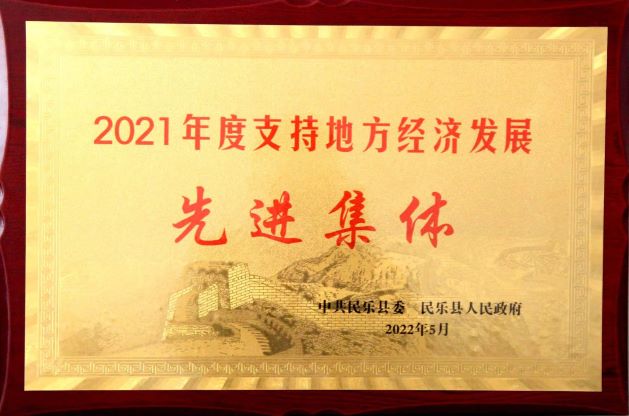 2021年度支持地方经济发展
先进集体
中共民乐县委 民乐县人民政府
2022年5月